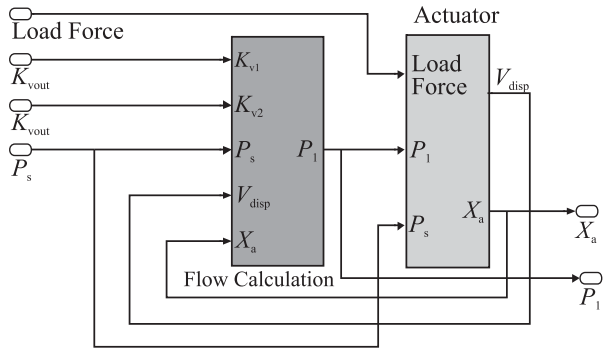 Actuator
Load Force
K_vout
K_vout
P_s
K_v1
K_v2
P_s
P_1
V_disp
X_a
Flow Calculation
Load
Force
P_1
P_s
X_a
V_disp
X_a
P_1